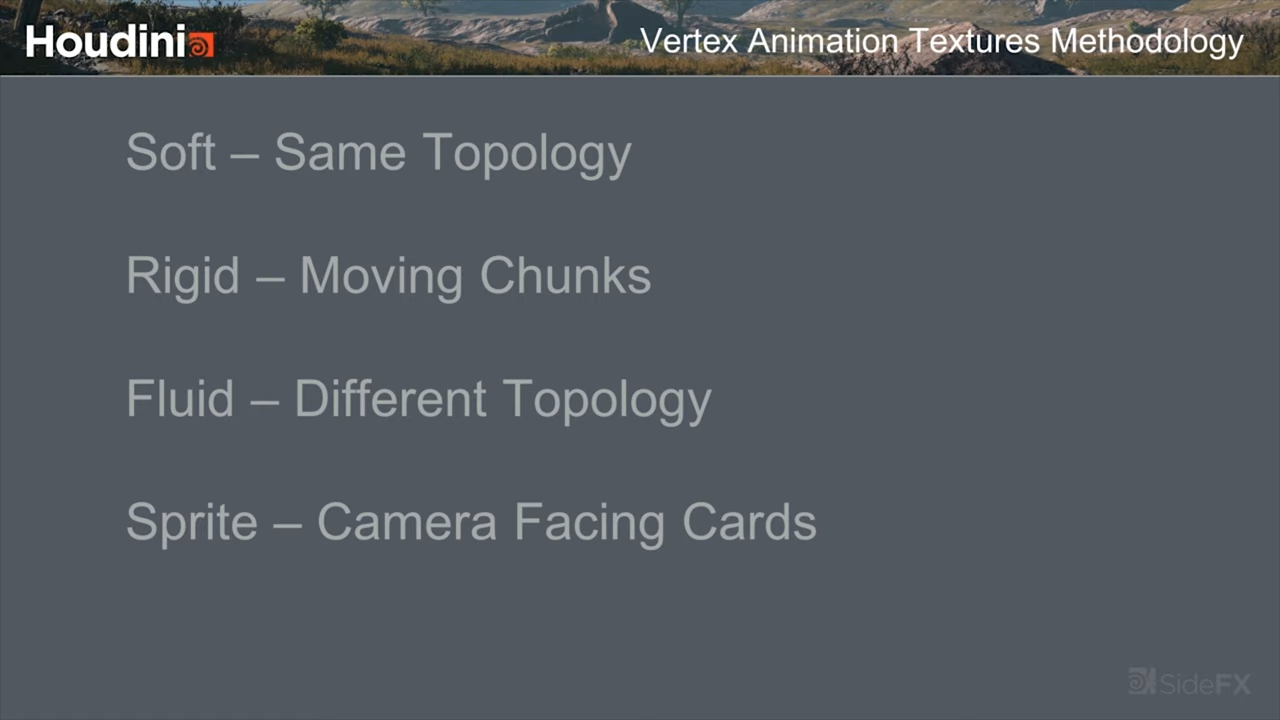 Houdini
Vertex Animation Textures Methodology
Soft – Same Topology
Rigid – Moving Chunks
Fluid – Different Topology
Sprite – Camera Facing Cards
SideFX